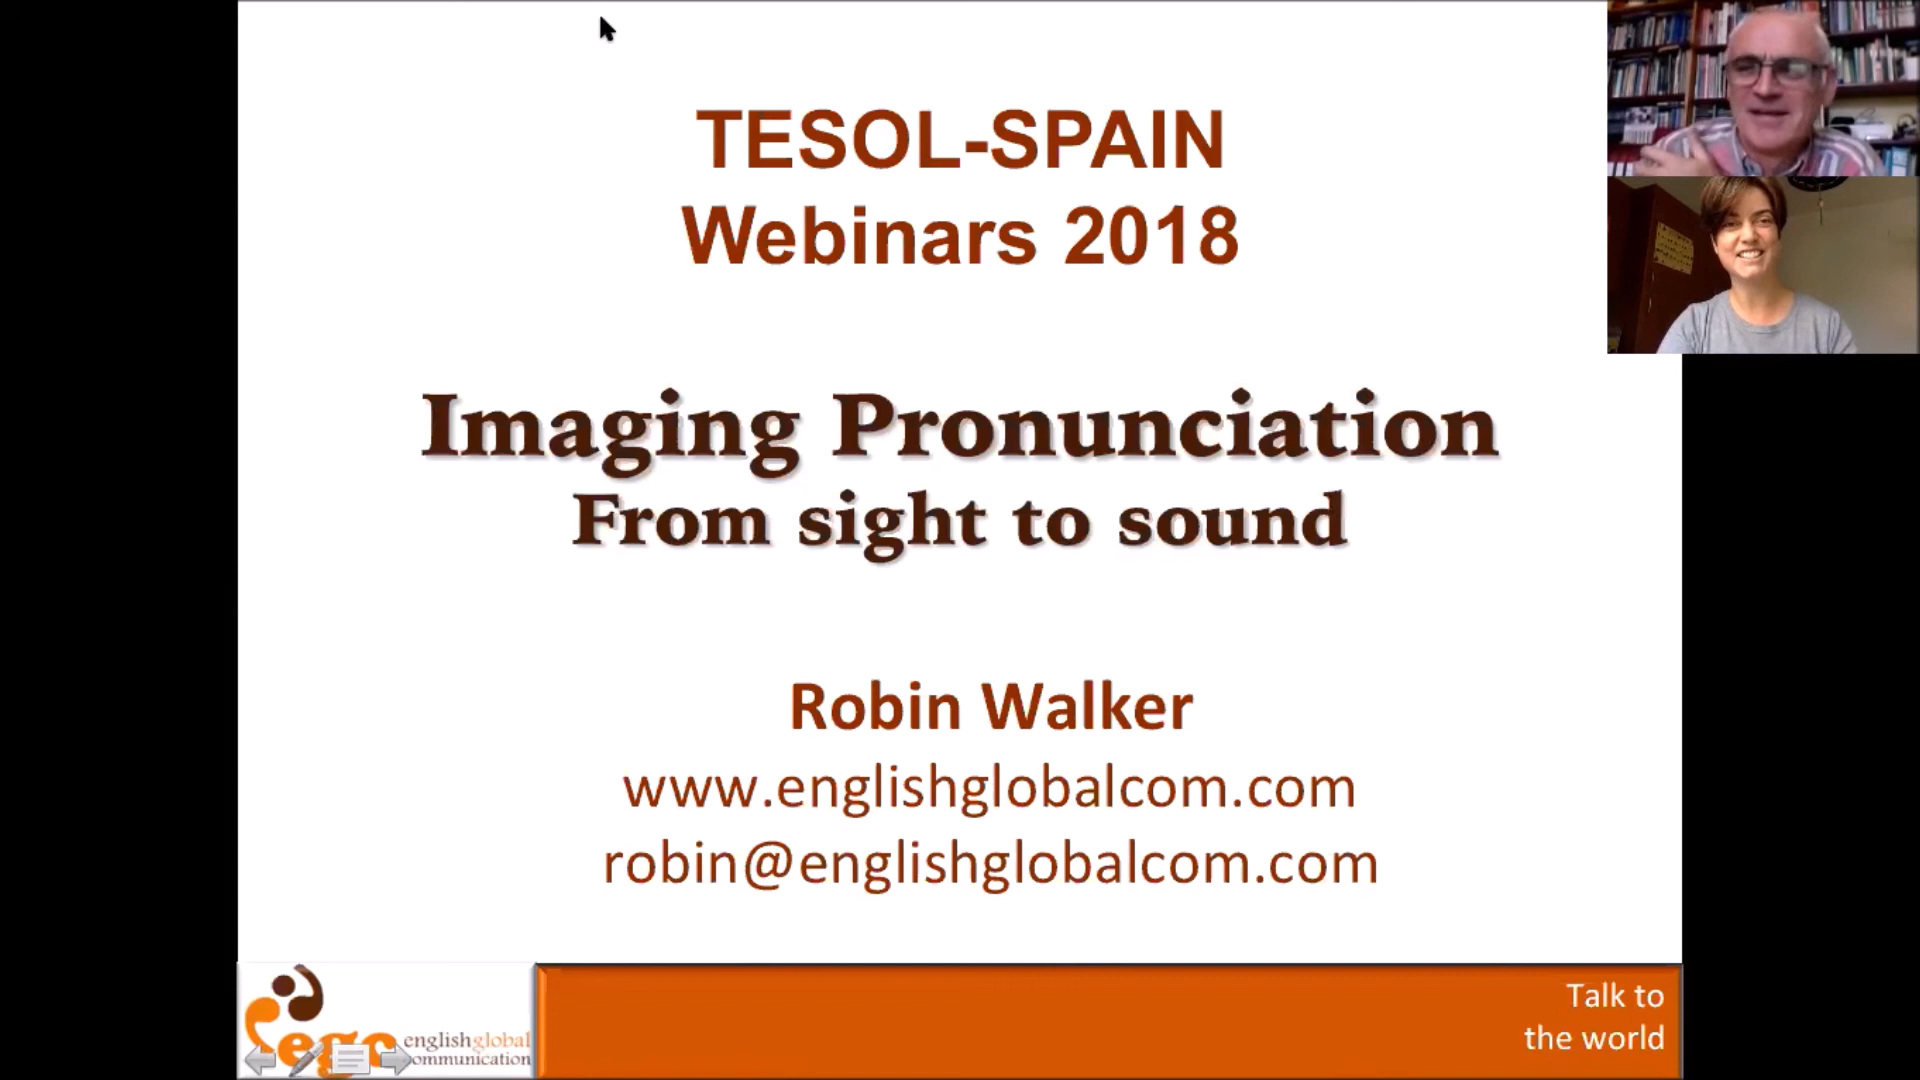 TESOL-SPAIN
Webinars 2018
Imaging Pronunciation
From sight to sound
Robin Walker
www.englishglobalcom.com
robin@englishglobalcom.com
egc englishglobal
ommunication
Talk to
the world